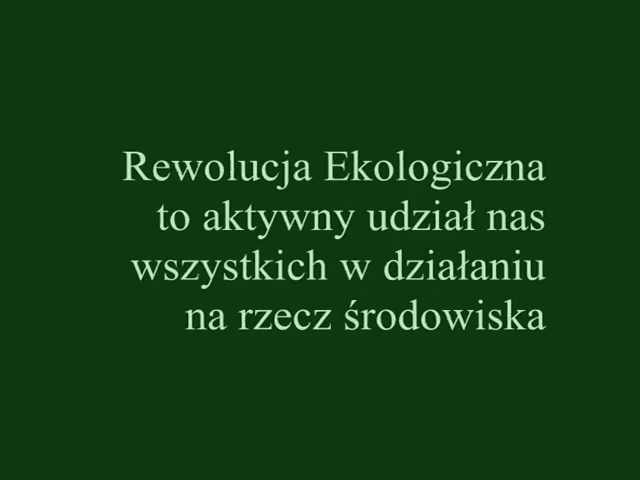 Rewolucja Ekologiczna
to aktywny udział nas
wszystkich w działaniu
na rzecz środowiska